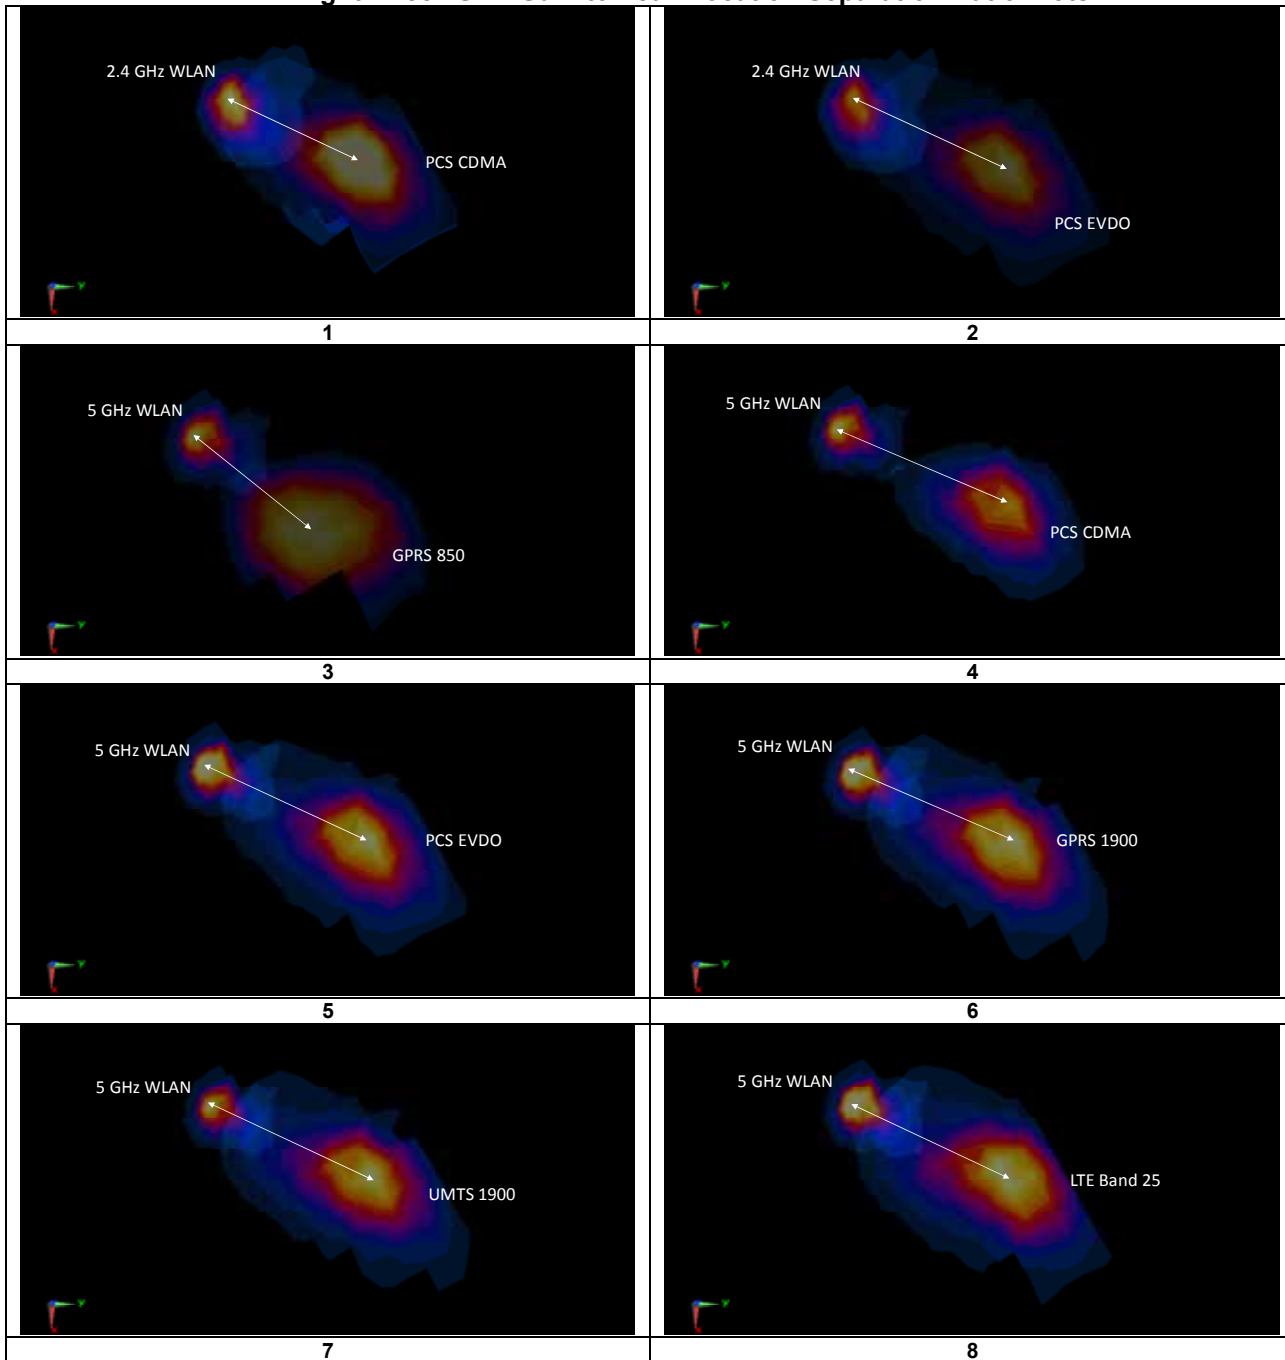 2.4 GHz WLAN
PCS CDMA
1
2.4 GHz WLAN
PCS EVDO
2
5 GHz WLAN
GPRS 850
3
5 GHz WLAN
PCS CDMA
4
5 GHz WLAN
PCS EVDO
5
5 GHz WLAN
GPRS 1900
6
5 GHz WLAN
UMTS 1900
7
5 GHz WLAN
LTE Band 25
8